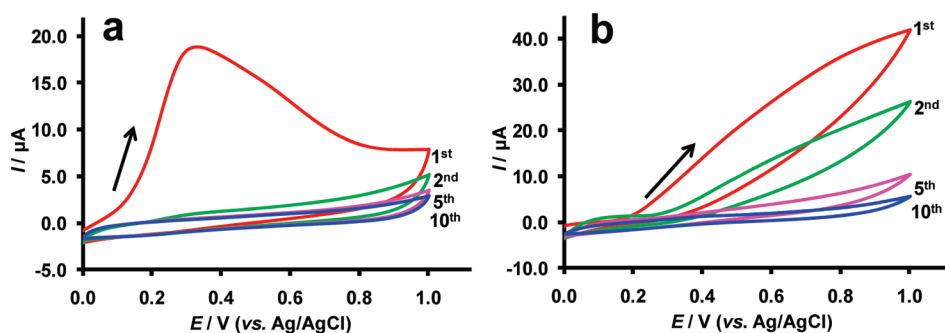 a
20.0
15.0
10.0
5.0
0.0
-5.0
I / µA
0.0 0.2 0.4 0.6 0.8 1.0
E / V (vs. Ag/AgCl)
1st
2nd
5th
10th
b
40.0
30.0
20.0
10.0
0.0
-10.0
I / µA
0.0 0.2 0.4 0.6 0.8 1.0
E / V (vs. Ag/AgCl)
1st
2nd
5th
10th